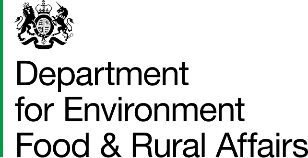 Department
for Environment
Food & Rural Affairs